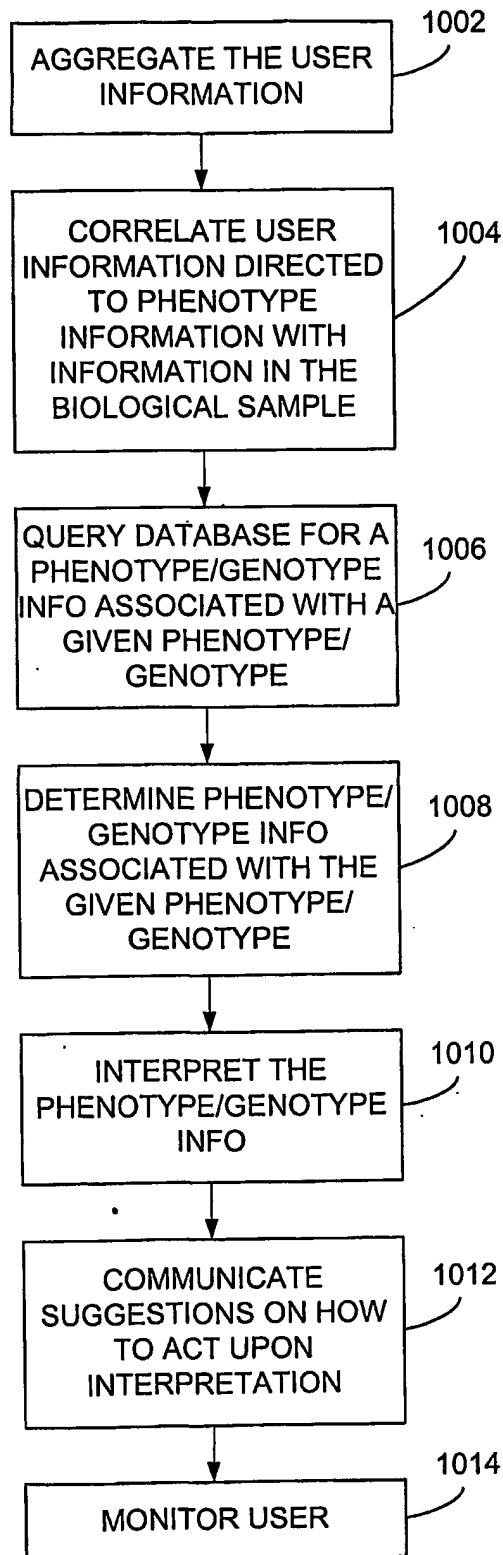 1002
AGGREGATE THE USER
INFORMATION
1004
CORRELATE USER
INFORMATION DIRECTED
TO PHENOTYPE
INFORMATION WITH
INFORMATION IN THE
BIOLOGICAL SAMPLE
1006
QUERY DATABASE FOR A
PHENOTYPE/GENOTYPE
INFO ASSOCIATED WITH A
GIVEN PHENOTYPE/
GENOTYPE
1008
DETERMINE PHENOTYPE/
GENOTYPE INFO
ASSOCIATED WITH THE
GIVEN PHENOTYPE/
GENOTYPE
1010
INTERPRET THE
PHENOTYPE/GENOTYPE
INFO
1012
COMMUNICATE
SUGGESTIONS ON HOW
TO ACT UPON
INTERPRETATION
1014
MONITOR USER